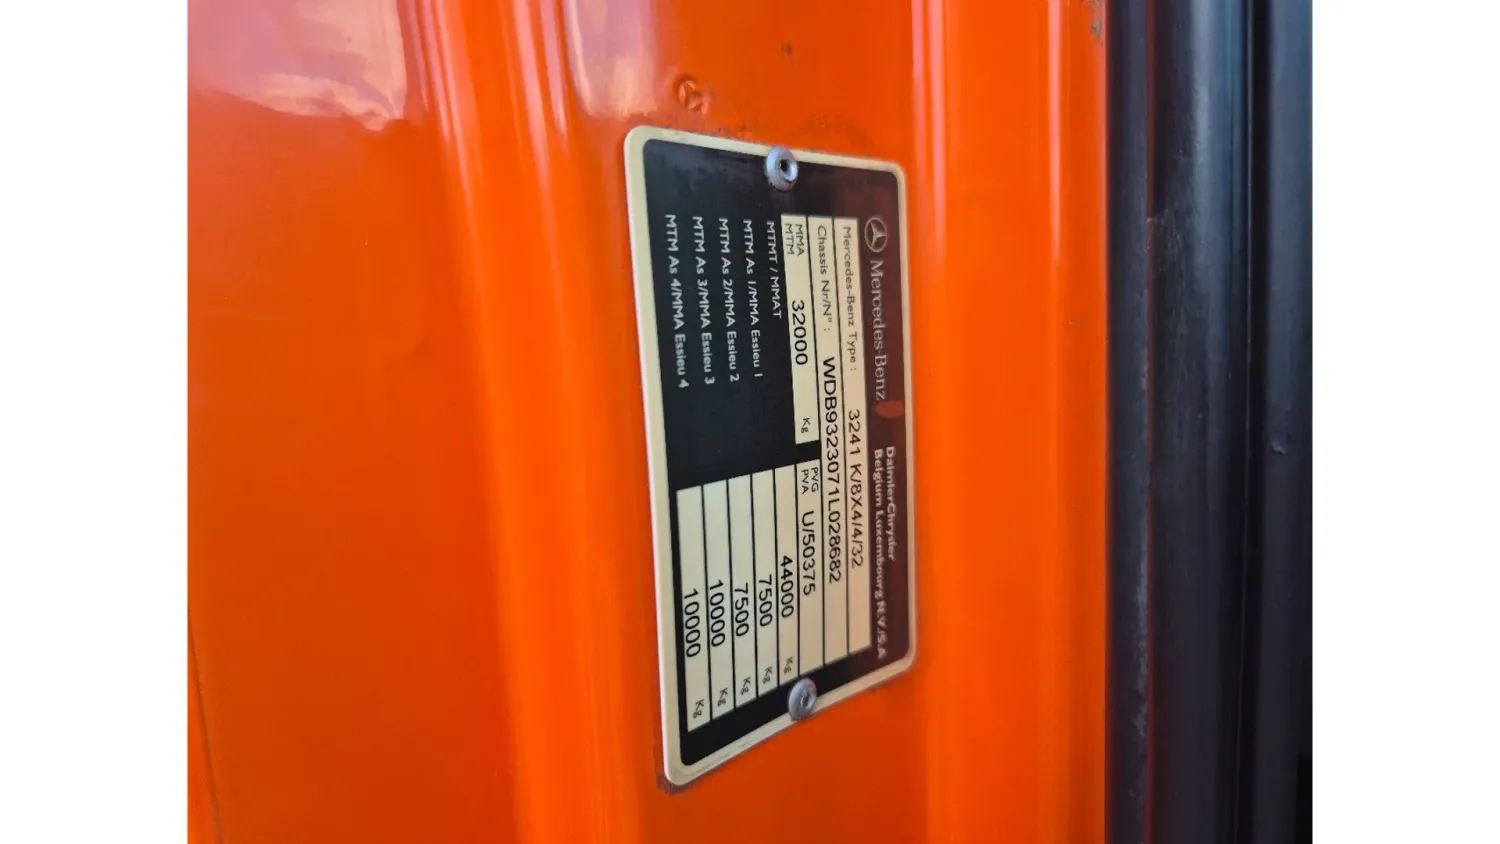 Mercedes-Benz
DaimlerChrysler
Belgium Luxembourg N.V./S.A
Mercedes-Benz Type : 3241 K/8X4/4/32
Chassis Nr/N° : WDB9323071L028682
MMA
MTM 32000 Kg PVG
PVA U/50375
MTMT / MMAT 44000 Kg
MTM As 1/MMA Essieu 1 7500 Kg
MTM As 2/MMA Essieu 2 7500 Kg
MTM As 3/MMA Essieu 3 10000 Kg
MTM As 4/MMA Essieu 4 10000 Kg